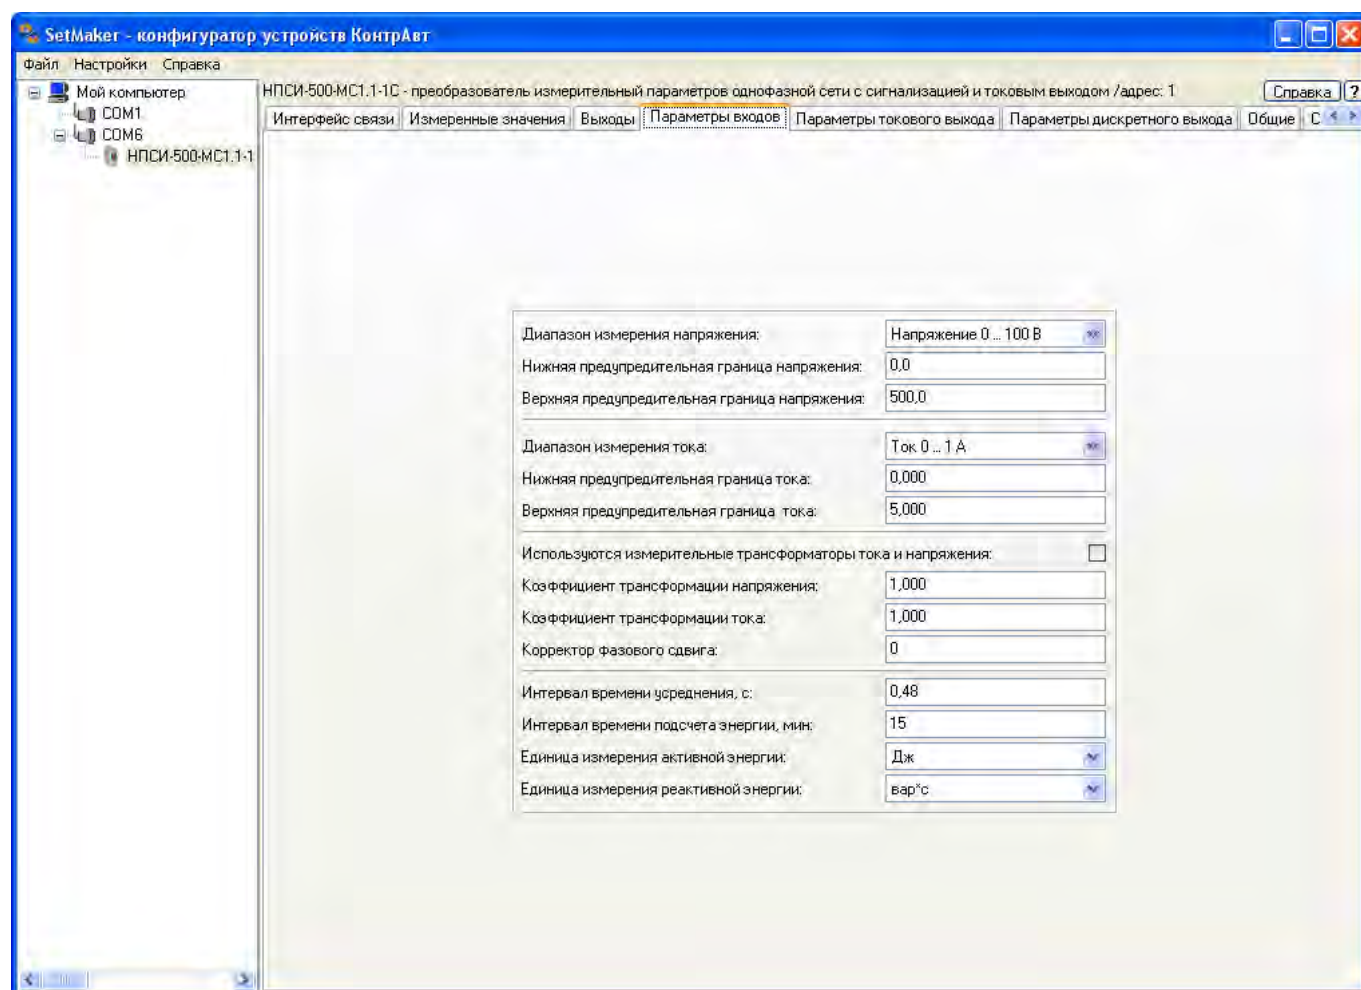 SetMaker - конфигуратор устройств КонтрАвт
Файл Настройки Справка
Мой компьютер
COM1
COM6
НПСИ-500-МС1.1-1
НПСИ-500-МС1.1-1С - преобразователь измерительный параметров однофазной сети с сигнализацией и токовым выходом /адрес: 1
Справка ?
Интерфейс связи Измеренные значения Выходы Параметры входов Параметры токового выхода Параметры дискретного выхода Общие С
Диапазон измерения напряжения: Напряжение 0 ... 100 В
Нижняя предупредительная граница напряжения: 0,0
Верхняя предупредительная граница напряжения: 500,0
Диапазон измерения тока: Ток 0 ... 1 А
Нижняя предупредительная граница тока: 0,000
Верхняя предупредительная граница тока: 5,000
Используются измерительные трансформаторы тока и напряжения:
Коэффициент трансформации напряжения: 1,000
Коэффициент трансформации тока: 1,000
Корректор фазового сдвига: 0
Интервал времени усреднения, с: 0,48
Интервал времени подсчета энергии, мин: 15
Единица измерения активной энергии: Дж
Единица измерения реактивной энергии: вар*с